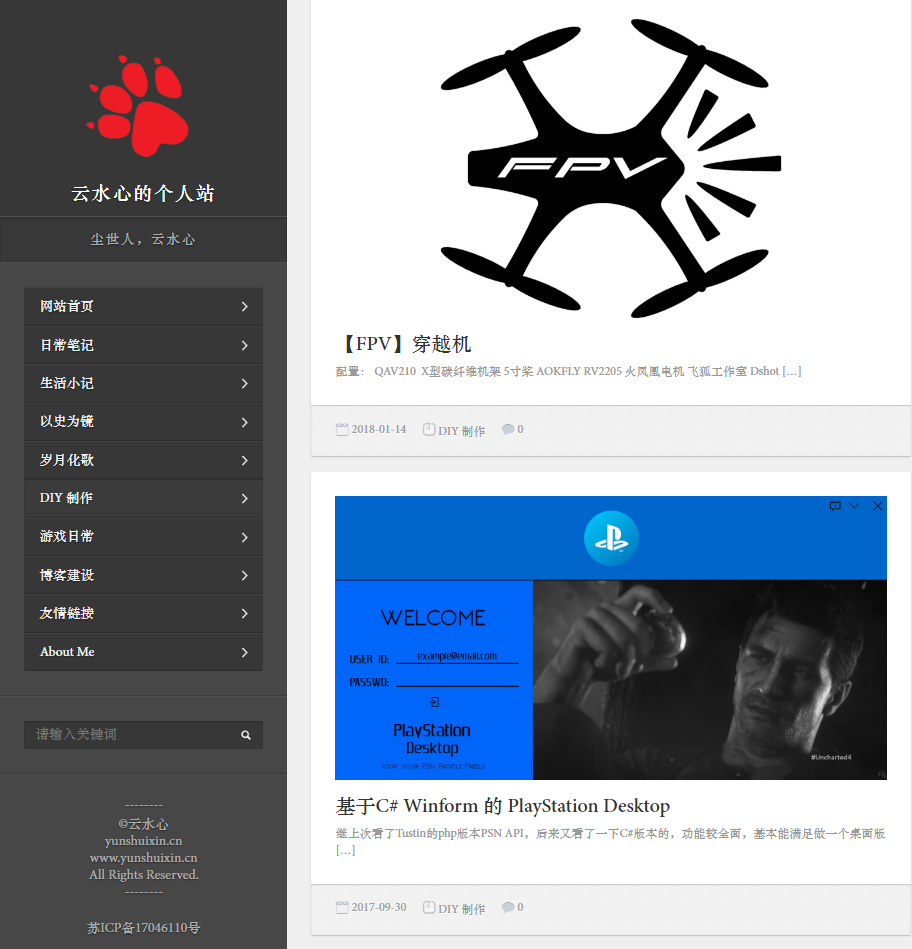 云水心的个人站
尘世人，云水心
网站首页
日常笔记
生活小记
以史为镜
岁月化歌
DIY 制作
游戏日常
博客建设
友情链接
About Me
请输入关键词
--------
©云水心
yunshuixin.cn
www.yunshuixin.cn
All Rights Reserved.
--------
苏ICP备17046110号
FPV
【FPV】穿越机
配置： QAV210 X型碳纤维机架 5寸桨 AOKFLY RV2205 火凤凰电机 飞狐工作室 Dshot [...]
2018-01-14 DIY 制作 0
WELCOME
USER ID: example@email.com
PASSWD:
PlayStation
Desktop
View Your PSN Profile Freely
#Uncharted4
基于C# Winform 的 PlayStation Desktop
继上次看了Tustin的php版本PSN API，后来又看了一下C#版本的，功能较全面，基本能满足做一个桌面版
[...]
2017-09-30 DIY 制作 0